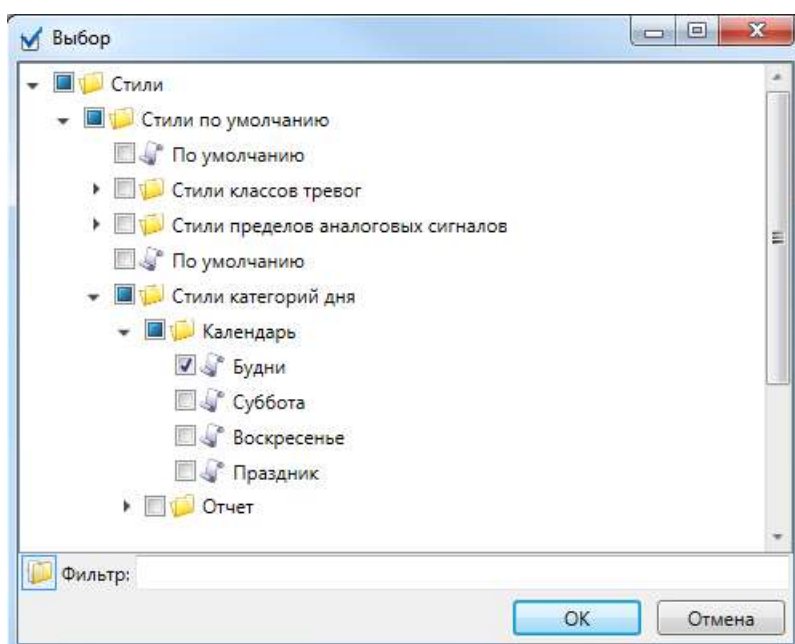 Выбор
Стили
Стили по умолчанию
По умолчанию
Стили классов тревог
Стили пределов аналоговых сигналов
По умолчанию
Стили категорий дня
Календарь
Будни
Суббота
Воскресенье
Праздник
Отчет
Фильтр:
OK Отмена